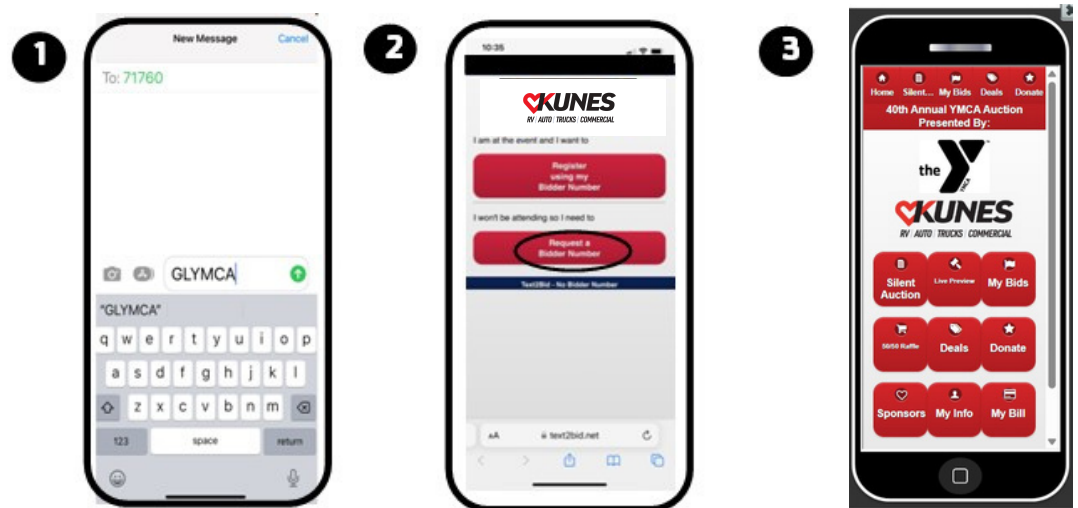 1
New Message
Cancel
To: 71760
GLYMCA
"GLYMCA"
q w e r t y u i o p
a s d f g h j k l
z x c v b n m
123
space
return
2
10:35
KUNES
RV | AUTO | TRUCKS | COMMERCIAL
I am at the event and I want to
Register
using my
Bidder Number
I won't be attending so I need to
Request a
Bidder Number
Text2Bid - No Bidder Number
AA
text2bid.net
3
Home Silent... My Bids Deals Donate
40th Annual YMCA Auction
Presented By:
the Y
YMCA
KUNES
RV | AUTO | TRUCKS | COMMERCIAL
Silent
Auction
Live Preview
My Bids
50/50 Raffle
Deals
Donate
Sponsors
My Info
My Bill